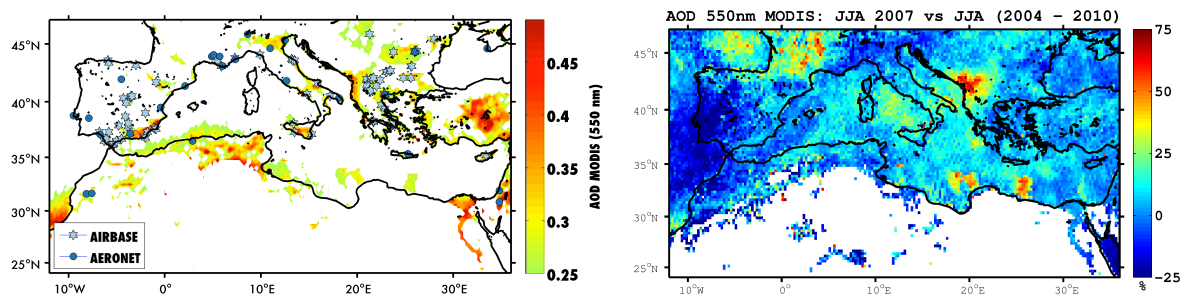 AOD 550nm MODIS: JJA 2007 vs JJA (2004 – 2010)
45°N
40°N
35°N
30°N
25°N
10°W
0°E
10°E
20°E
30°E
AIRBASE
AERONET
0.45
0.4
0.35
0.3
0.25
AOD MODIS (550 nm)
45°N
40°N
35°N
30°N
25°N
10°W
0°
10°E
20°E
30°E
75
50
25
0
−25
%